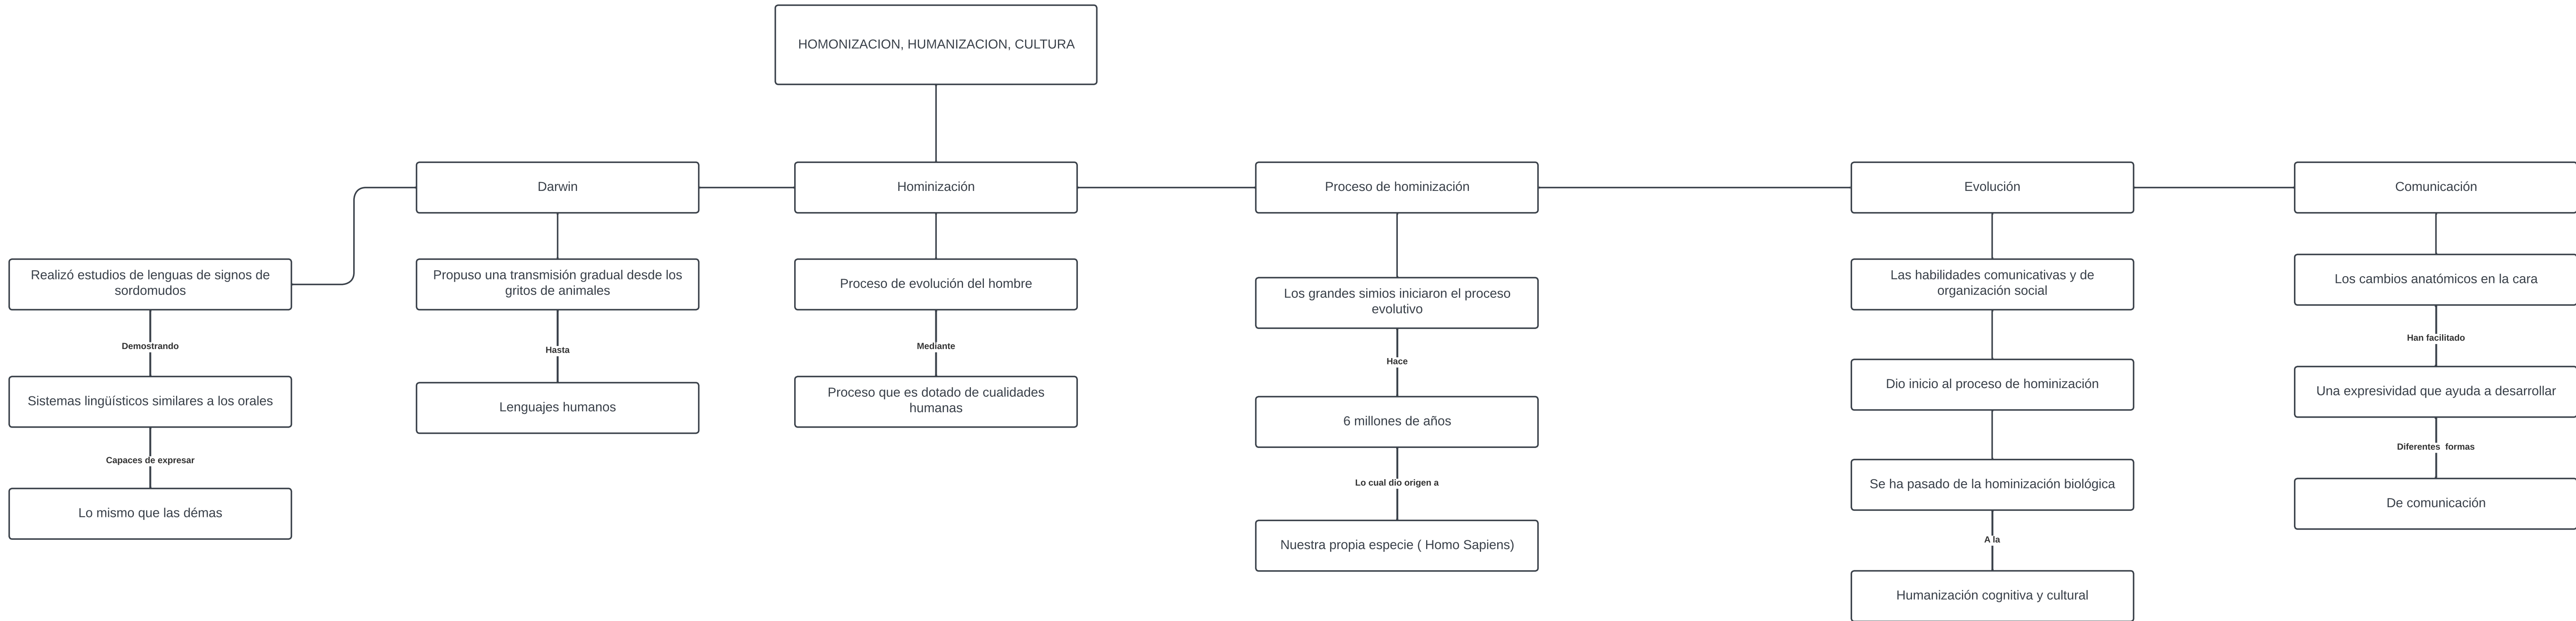 HOMONIZACION, HUMANIZACION, CULTURA
Darwin
Hominización
Proceso de hominización
Evolución
Comunicación
Realizó estudios de lenguas de signos de
sordomudos
Demostrando
Sistemas lingüísticos similares a los orales
Capaces de expresar
Lo mismo que las démas
Propuso una transmisión gradual desde los
gritos de animales
Hasta
Lenguajes humanos
Proceso de evolución del hombre
Mediante
Proceso que es dotado de cualidades
humanas
Los grandes simios iniciaron el proceso
evolutivo
Hace
6 millones de años
Lo cual dio origen a
Nuestra propia especie ( Homo Sapiens)
Las habilidades comunicativas y de
organización social
Dio inicio al proceso de hominización
Se ha pasado de la hominización biológica
A la
Humanización cognitiva y cultural
Los cambios anatómicos en la cara
Han facilitado
Una expresividad que ayuda a desarrollar
Diferentes  formas
De comunicación